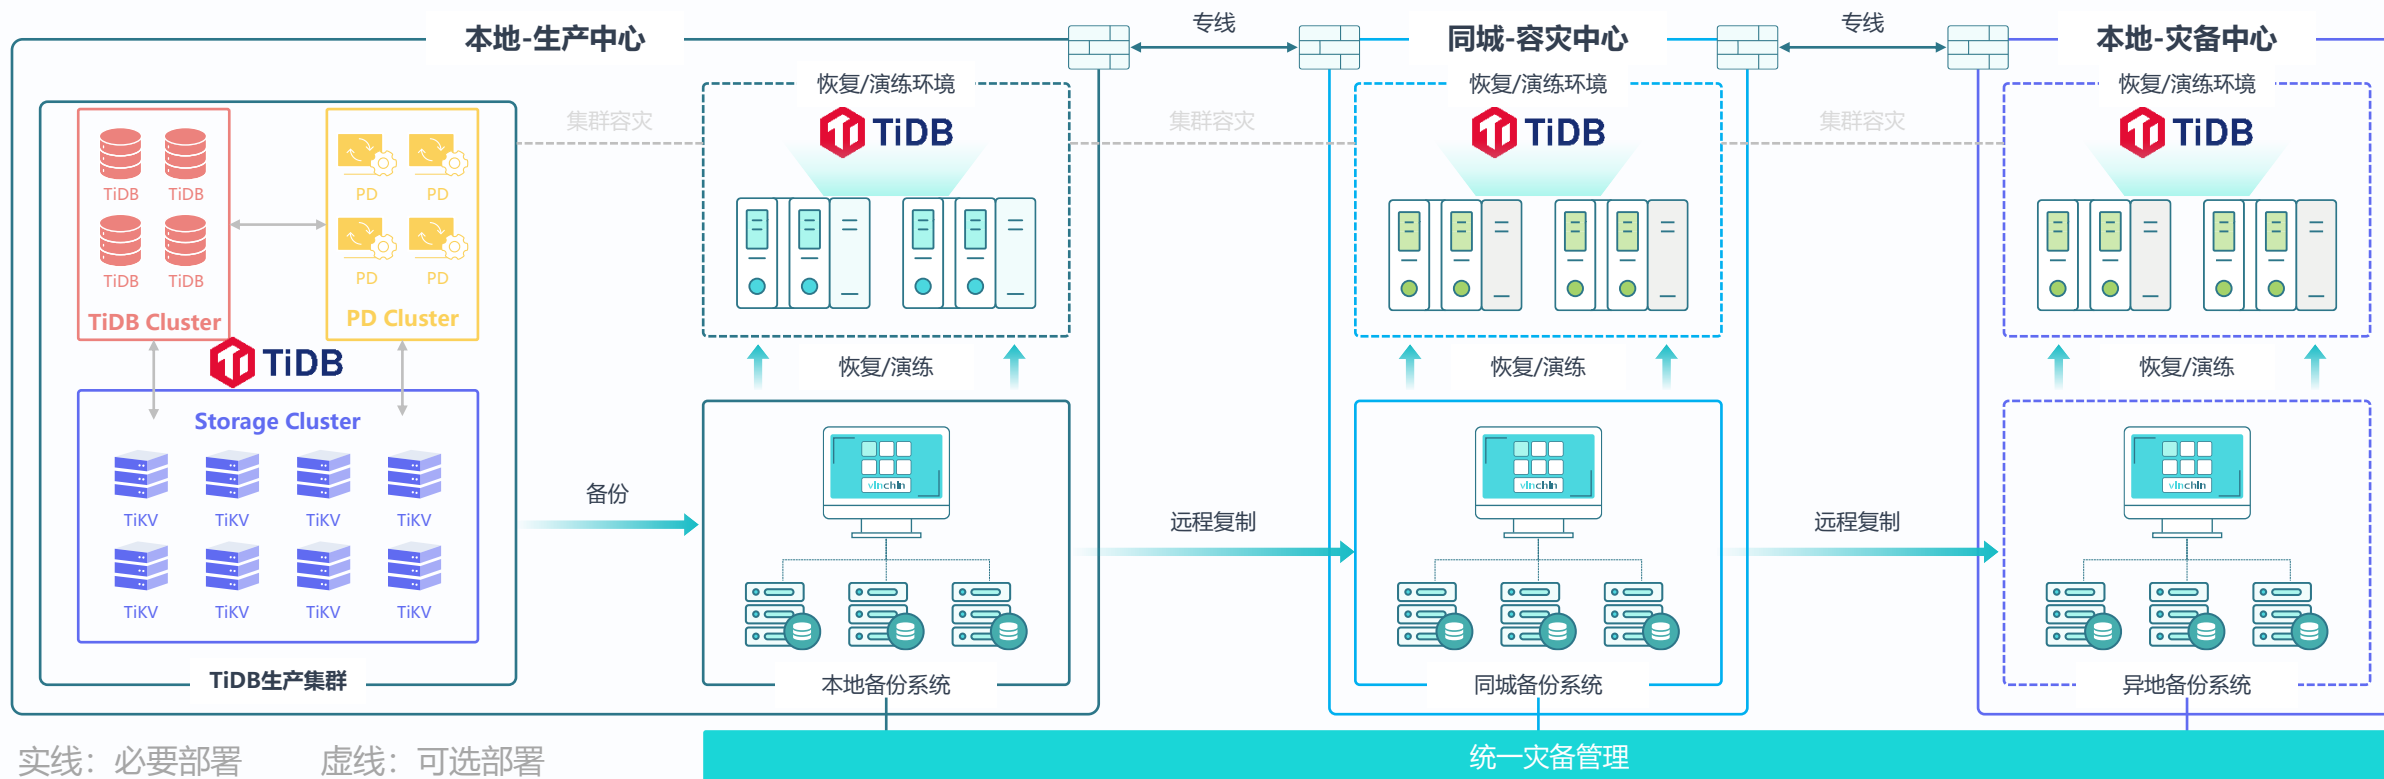 本地-生产中心
专线
同城-容灾中心
专线
本地-灾备中心
恢复/演练环境
恢复/演练环境
恢复/演练环境
集群容灾
集群容灾
集群容灾
TiDB
TiDB
TiDB
TiDB TiDB
PD PD
TiDB TiDB
PD PD
TiDB Cluster
PD Cluster
TiDB
恢复/演练
恢复/演练
恢复/演练
Storage Cluster
TiKV TiKV TiKV TiKV
TiKV TiKV TiKV TiKV
TiDB生产集群
备份
vinchin
远程复制
vinchin
远程复制
vinchin
本地备份系统
同城备份系统
异地备份系统
实线：必要部署 虚线：可选部署
统一灾备管理